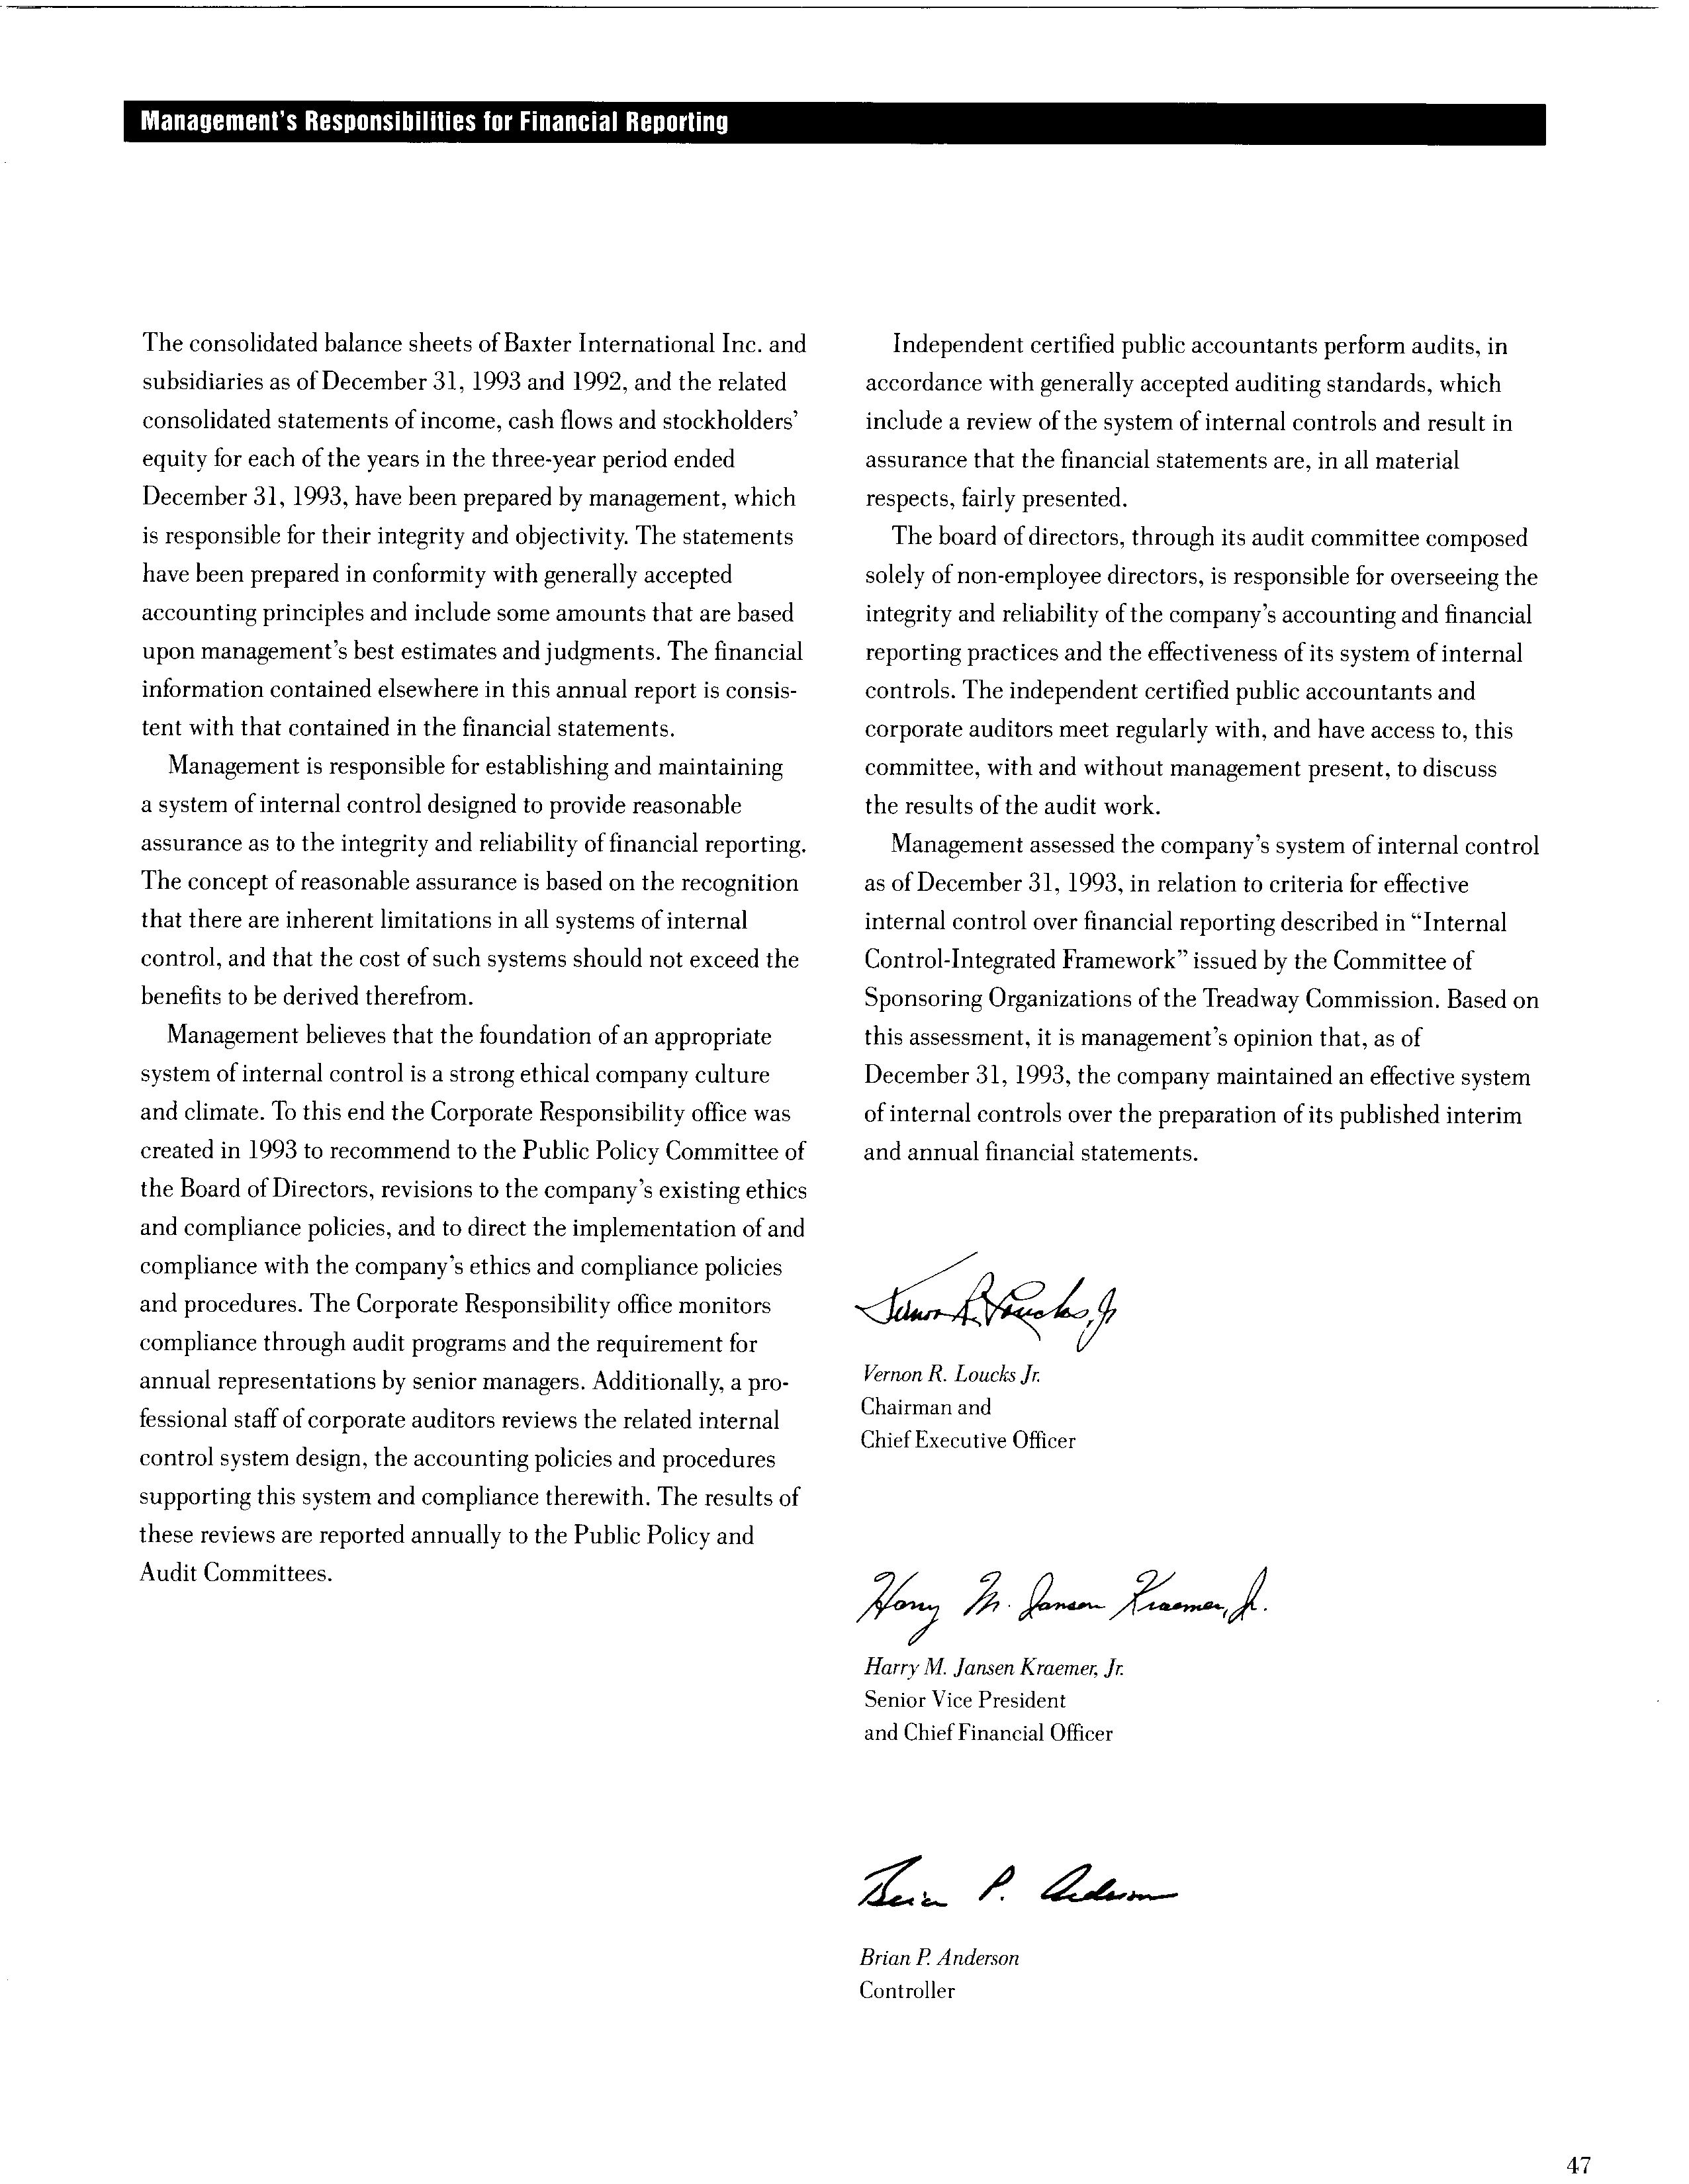 Management's Responsibilities for Financial Reporting
The consolidated balance sheets of Baxter International Inc. and
subsidiaries as of December 31, 1993 and 1992, and the related
consolidated statements of income, cash flows and stockholders'
equity for each of the years in the three-year period ended
December 31, 1993, have been prepared by management, which
is responsible for their integrity and objectivity. The statements
have been prepared in conformity with generally accepted
accounting principles and include some amounts that are based
upon management's best estimates and judgments. The financial
information contained elsewhere in this annual report is consis-
tent with that contained in the financial statements.
Management is responsible for establishing and maintaining
a system of internal control designed to provide reasonable
assurance as to the integrity and reliability of financial reporting.
The concept of reasonable assurance is based on the recognition
that there are inherent limitations in all systems of internal
control, and that the cost of such systems should not exceed the
benefits to be derived therefrom.
Management believes that the foundation of an appropriate
system of internal control is a strong ethical company culture
and climate. To this end the Corporate Responsibility office was
created in 1993 to recommend to the Public Policy Committee of
the Board of Directors, revisions to the company's existing ethics
and compliance policies, and to direct the implementation of and
compliance with the company's ethics and compliance policies
and procedures. The Corporate Responsibility office monitors
compliance through audit programs and the requirement for
annual representations by senior managers. Additionally, a pro-
fessional staff of corporate auditors reviews the related internal
control system design, the accounting policies and procedures
supporting this system and compliance therewith. The results of
these reviews are reported annually to the Public Policy and
Audit Committees.
Independent certified public accountants perform audits, in
accordance with generally accepted auditing standards, which
include a review of the system of internal controls and result in
assurance that the financial statements are, in all material
respects, fairly presented.
The board of directors, through its audit committee composed
solely of non-employee directors, is responsible for overseeing the
integrity and reliability of the company's accounting and financial
reporting practices and the effectiveness of its system of internal
controls. The independent certified public accountants and
corporate auditors meet regularly with, and have access to, this
committee, with and without management present, to discuss
the results of the audit work.
Management assessed the company's system of internal control
as of December 31, 1993, in relation to criteria for effective
internal control over financial reporting described in “Internal
Control-Integrated Framework” issued by the Committee of
Sponsoring Organizations of the Treadway Commission. Based on
this assessment, it is management's opinion that, as of
December 31, 1993, the company maintained an effective system
of internal controls over the preparation of its published interim
and annual financial statements.
Vernon R. Loucks, Jr
Vernon R. Loucks Jr.
Chairman and
Chief Executive Officer
Harry M. Jansen Kraemer, Jr.
Harry M. Jansen Kraemer, Jr.
Senior Vice President
and Chief Financial Officer
Brian P. Anderson
Brian P. Anderson
Controller
47